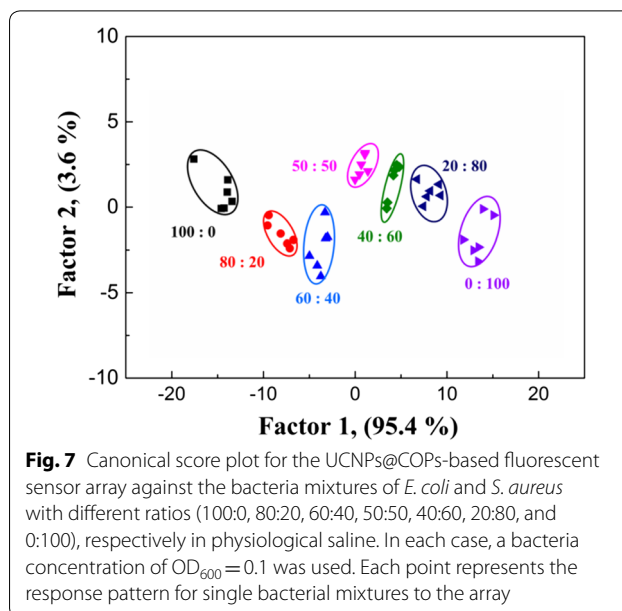 10
5
0
-5
-10
Factor 2, (3.6 %)
50 : 50
20 : 80
100 : 0
40 : 60
80 : 20
60 : 40
0 : 100
-20 -10 0 10 20
Factor 1, (95.4 %)
Fig. 7 Canonical score plot for the UCNPs@COPs-based fluorescent
sensor array against the bacteria mixtures of E. coli and S. aureus
with different ratios (100:0, 80:20, 60:40, 50:50, 40:60, 20:80, and
0:100), respectively in physiological saline. In each case, a bacteria
concentration of OD600 = 0.1 was used. Each point represents the
response pattern for single bacterial mixtures to the array